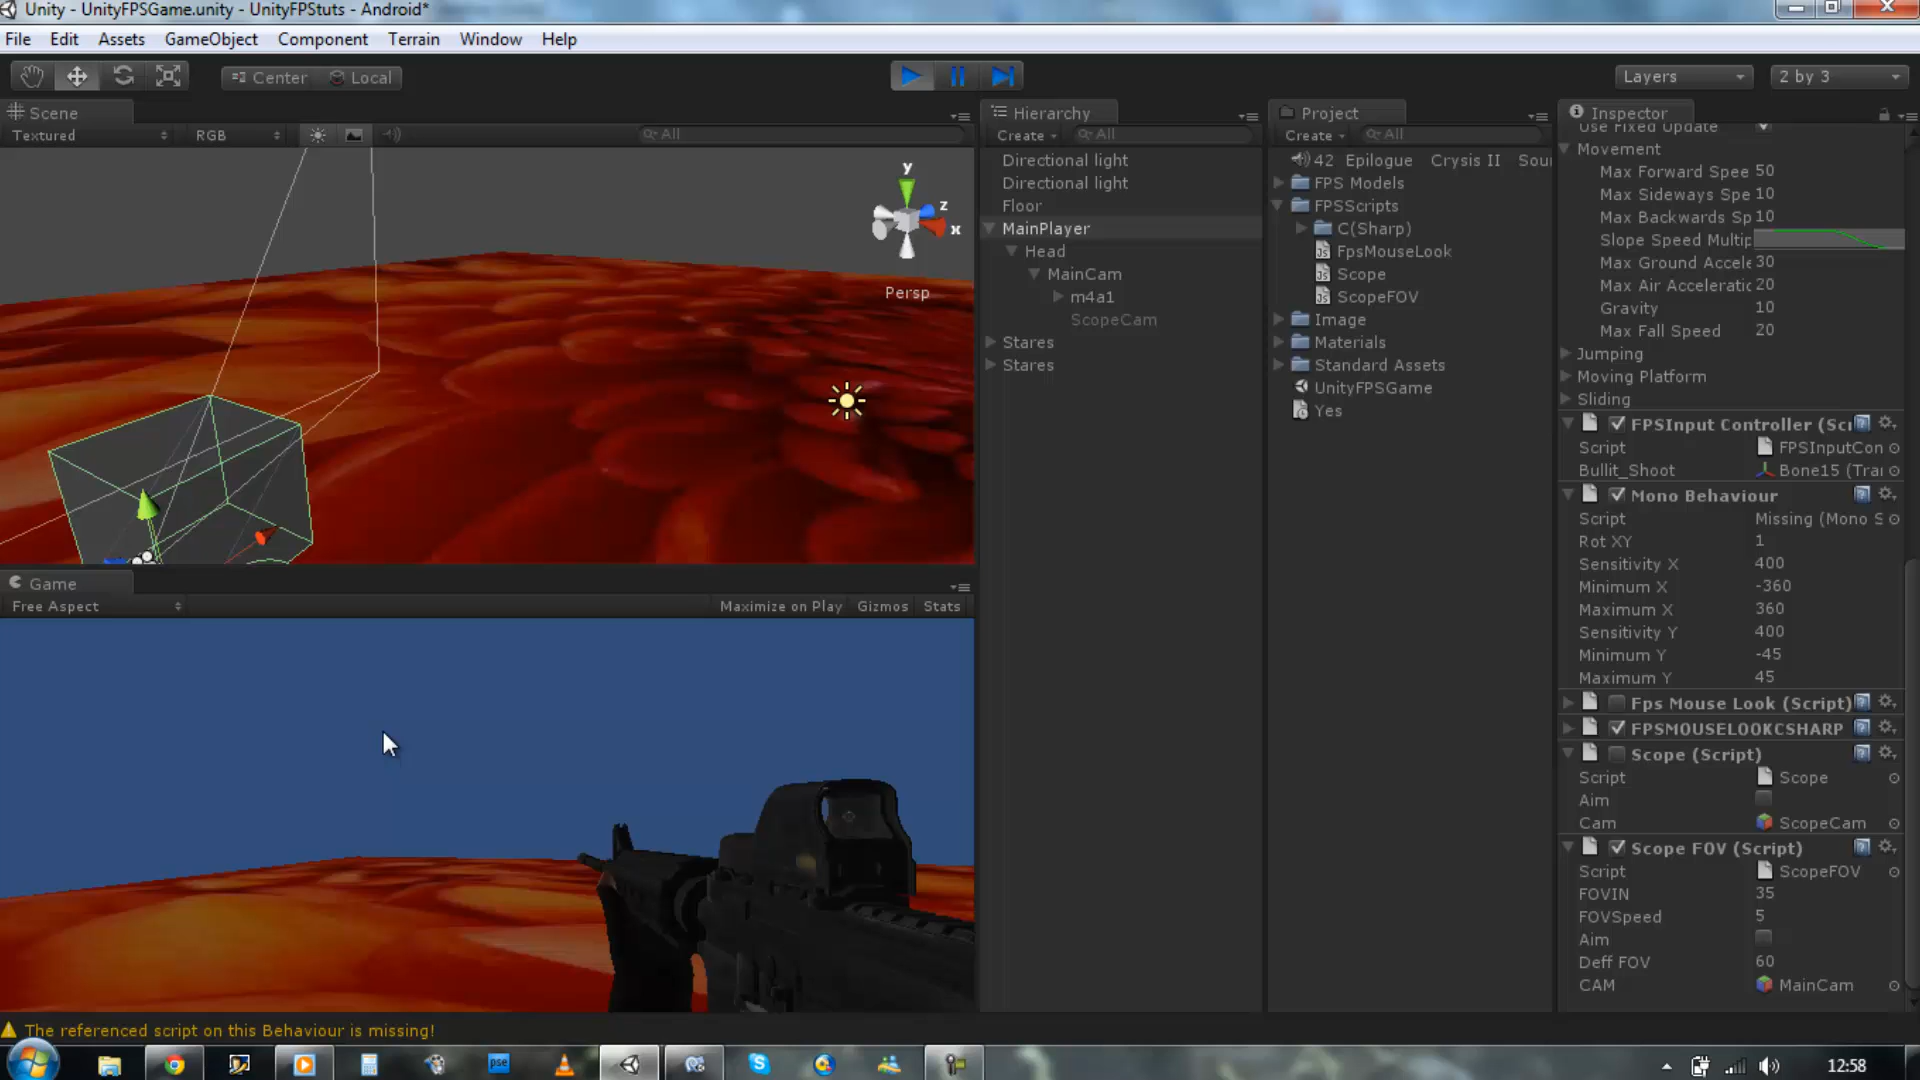 Unity - UnityFPSGame.unity - UnityFPStuts - Android*
File Edit Assets GameObject Component Terrain Window Help
Center Local
Layers
2 by 3
Scene
Textured RGB All
y
z
x
Persp
Game
Free Aspect Maximize on Play Gizmos Stats
Hierarchy
Create All
Directional light
Directional light
Floor
MainPlayer
Head
MainCam
m4a1
ScopeCam
Stares
Stares
Project
Create All
42 Epilogue Crysis II Sou
FPS Models
FPSScripts
C(Sharp)
FpsMouseLook
Scope
ScopeFOV
Image
Materials
Standard Assets
UnityFPSGame
Yes
Inspector
Use Fixed Update
Movement
Max Forward Spee 50
Max Sideways Spe 10
Max Backwards Sp 10
Slope Speed Multip
Max Ground Accele 30
Max Air Acceleratic 20
Gravity 10
Max Fall Speed 20
Jumping
Moving Platform
Sliding
FPSInput Controller (Scr
Script FPSInputCon
Bullit_Shoot Bone15 (Trai
Mono Behaviour
Script Missing (Mono S
Rot XY 1
Sensitivity X 400
Minimum X -360
Maximum X 360
Sensitivity Y 400
Minimum Y -45
Maximum Y 45
Fps Mouse Look (Script)
FPSMOUSELOOKCSHARP
Scope (Script)
Script Scope
Aim
Cam ScopeCam
Scope FOV (Script)
Script ScopeFOV
FOVIN 35
FOVSpeed 5
Aim
Deff FOV 60
CAM MainCam
The referenced script on this Behaviour is missing!
pse
12:58